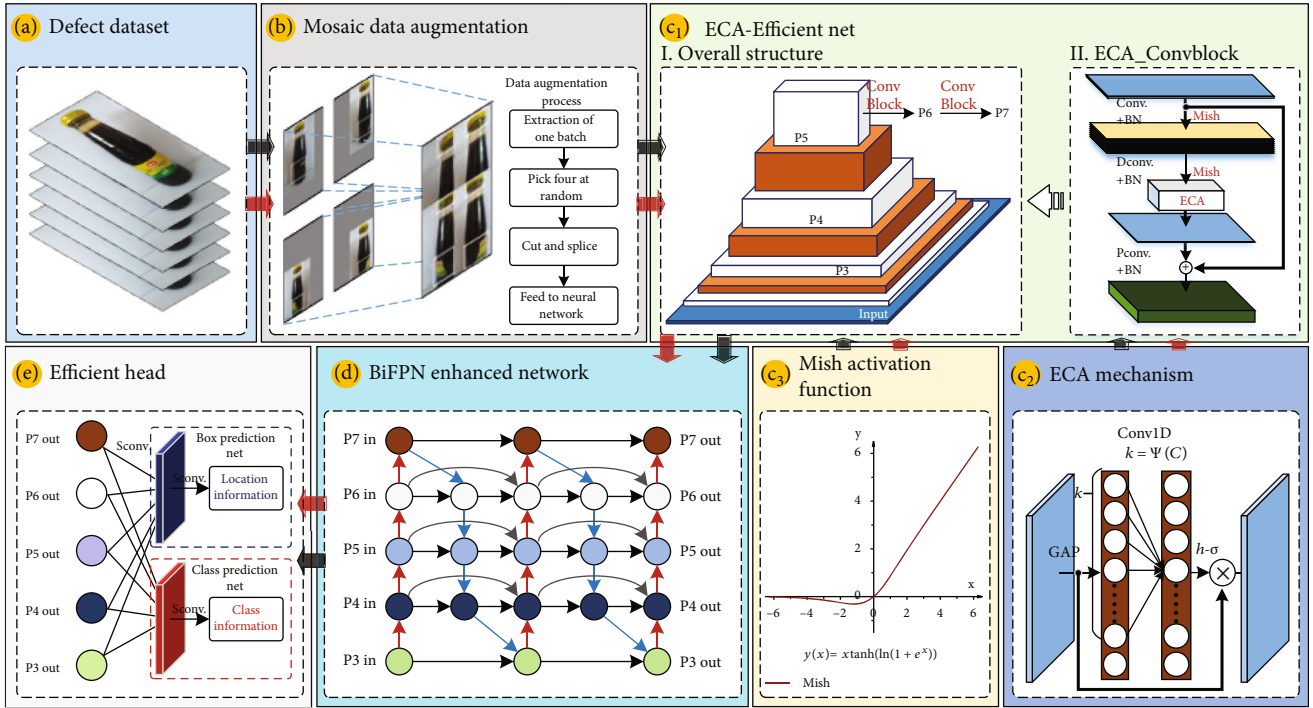 (a) Defect dataset
(b) Mosaic data augmentation
Data augmentation
process
Extraction of
one batch
Pick four at
random
Cut and splice
Feed to neural
network
(c1) ECA-Efficient net
I. Overall structure
Conv
Block
P6
Conv
Block
P7
P5
P4
P3
Input
II. ECA_Convblock
Conv.
+BN
Mish
Dconv.
+BN
Mish
ECA
Pconv.
+BN
+
(e) Efficient head
P7 out
P6 out
P5 out
P4 out
P3 out
Sconv.
Box prediction
net
Sconv.
Location
information
Class prediction
net
Sconv.
Class
information
(d) BiFPN enhanced network
P7 in
P7 out
P6 in
P6 out
P5 in
P5 out
P4 in
P4 out
P3 in
P3 out
(c3) Mish activation
function
y
6
4
2
x
0
−6 −4 −2 0 2 4 6
y(x)= xtanh(ln(1 + e^x))
Mish
(c2) ECA mechanism
Conv1D
k = Ψ (C)
k
GAP
h-σ
×